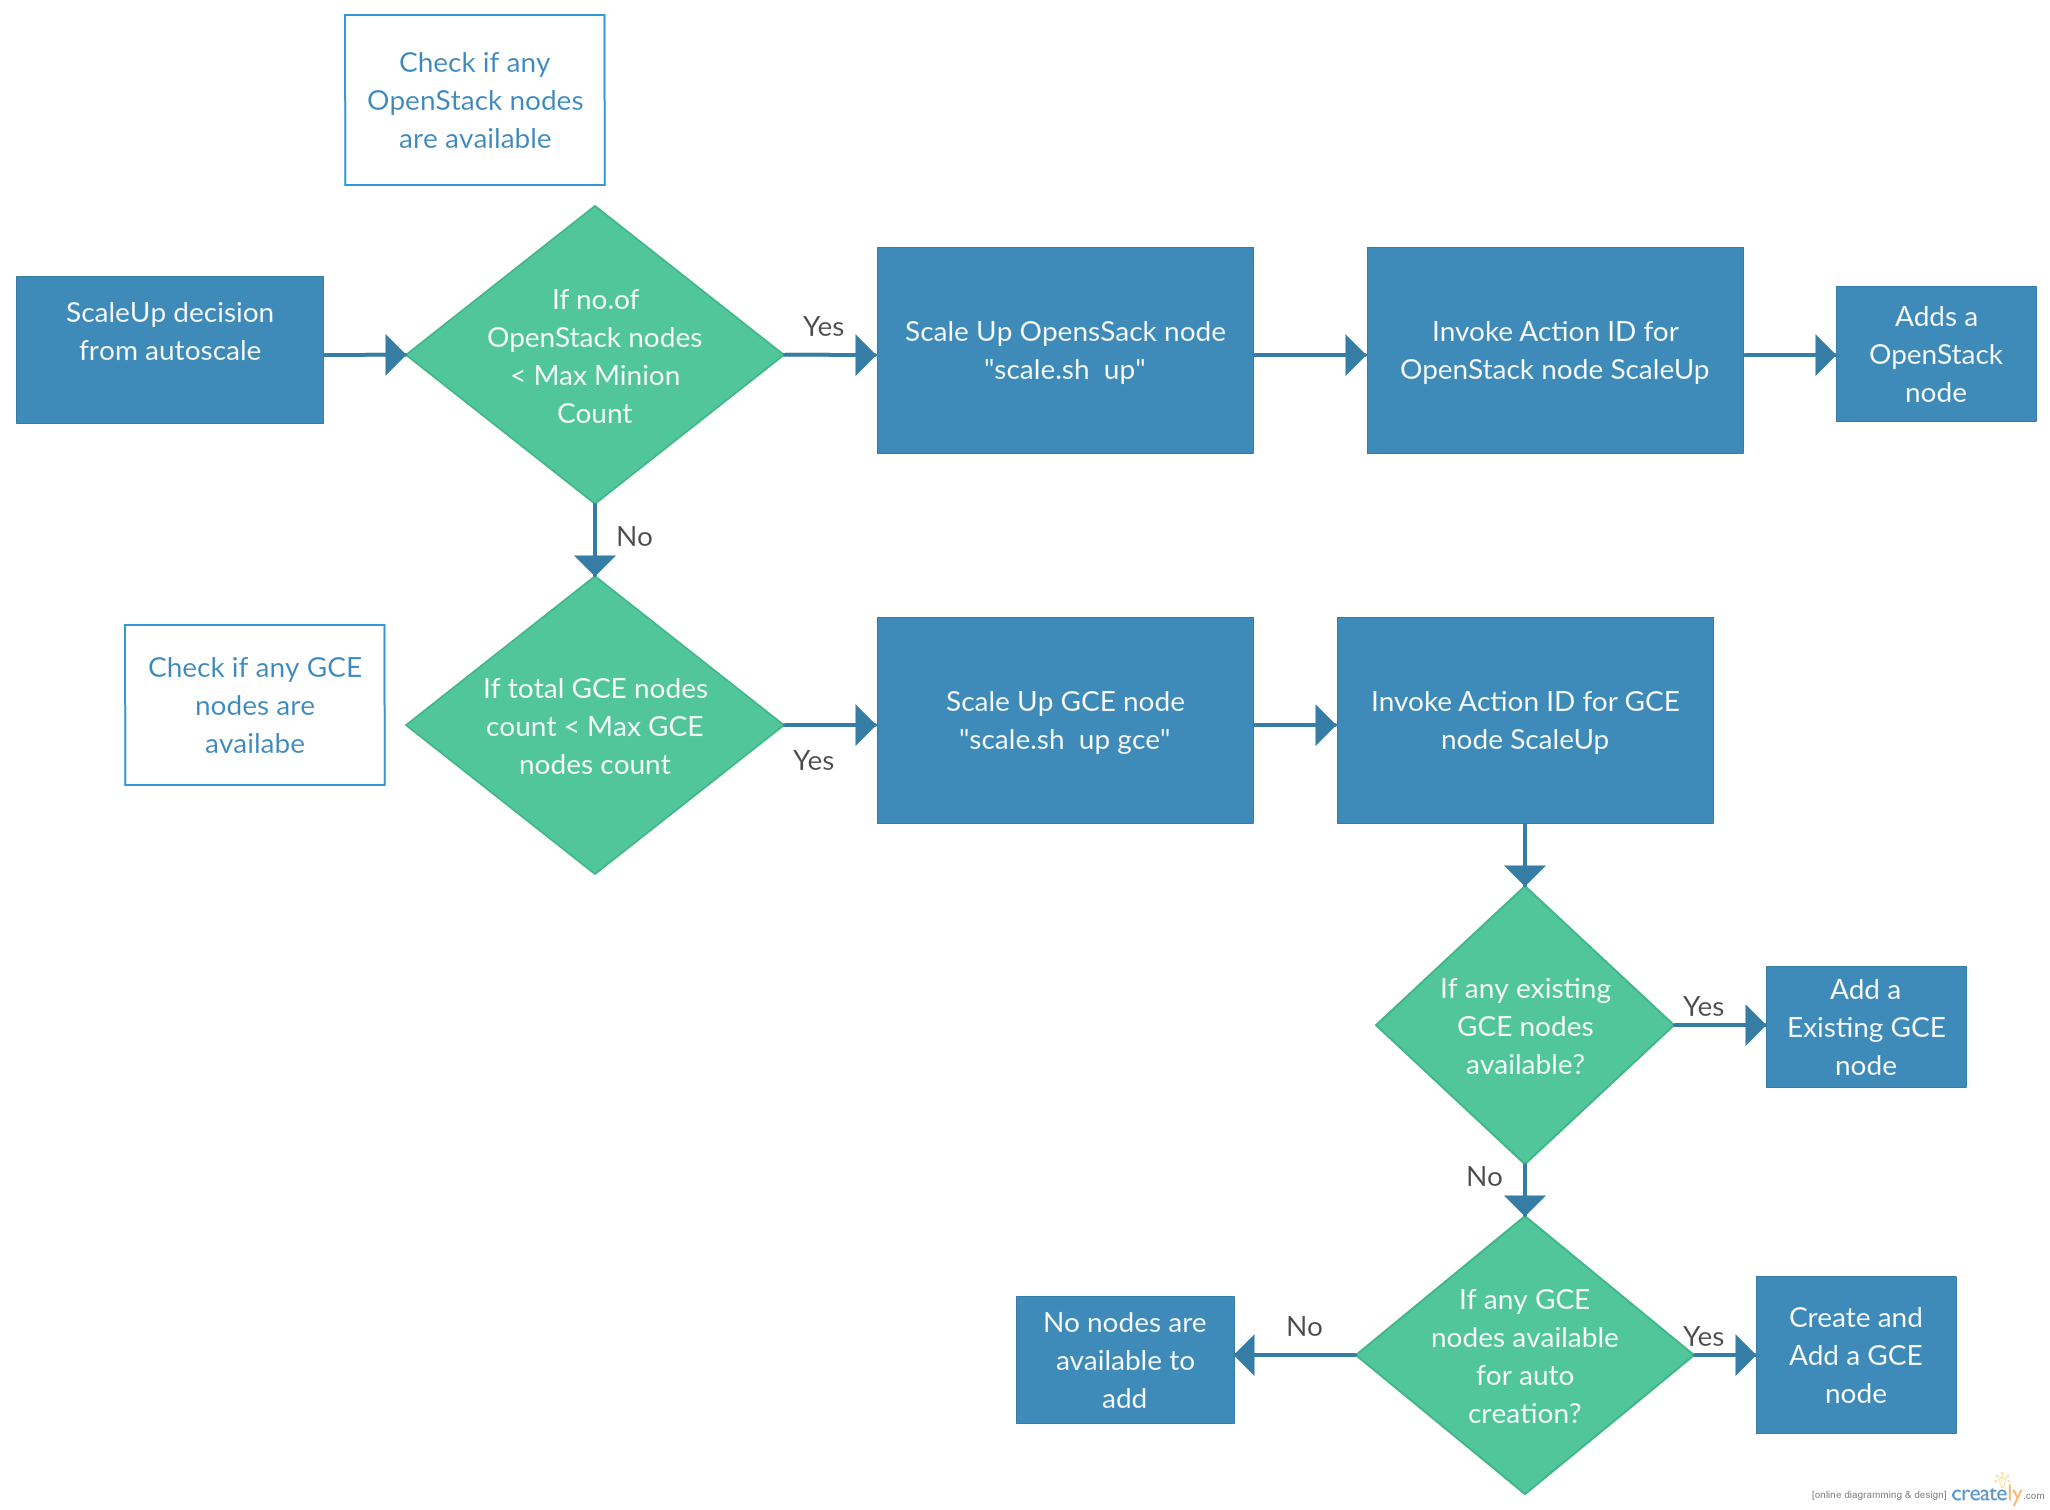 Check if any
OpenStack nodes
are available
ScaleUp decision
from autoscale
If no.of
OpenStack nodes
< Max Minion
Count
Yes
Scale Up OpensSack node
"scale.sh  up"
Invoke Action ID for
OpenStack node ScaleUp
Adds a
OpenStack
node
No
Check if any GCE
nodes are
availabe
If total GCE nodes
count < Max GCE
nodes count
Yes
Scale Up GCE node
"scale.sh  up gce"
Invoke Action ID for GCE
node ScaleUp
If any existing
GCE nodes
available?
Yes
Add a
Existing GCE
node
No
No nodes are
available to
add
No
If any GCE
nodes available
for auto
creation?
Yes
Create and
Add a GCE
node
[online diagramming & design] creately.com